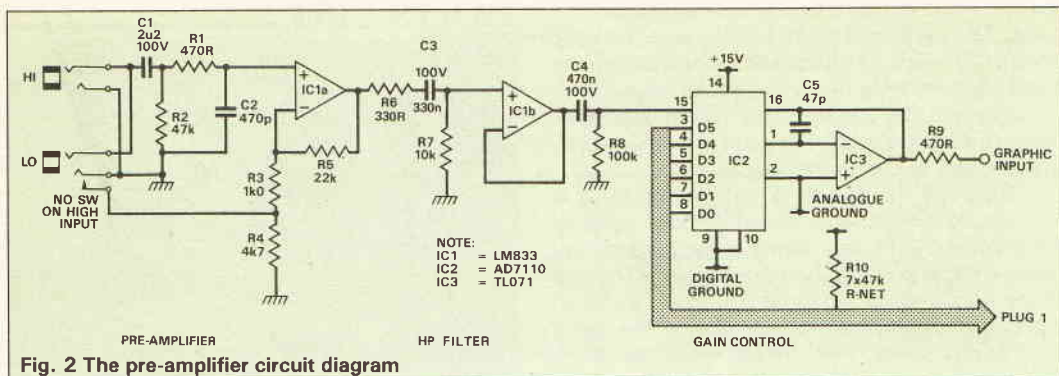 HI
LO
NO SW
ON HIGH
INPUT
C1
2u2
100V
R1
470R
R2
47k
C2
470p
+
−
IC1a
R5
22k
R3
1k0
R4
4k7
R6
330R
C3
100V
330n
R7
10k
+
−
IC1b
C4
470n
100V
R8
100k
+15V
14
15
3
4
5
6
7
8
D5
D4
D3
D2
D1
D0
IC2
9
10
16
1
2
C5
47p
−
+
IC3
R9
470R
GRAPHIC
INPUT
ANALOGUE
GROUND
DIGITAL
GROUND
R10
7x47k
R-NET
PLUG 1
NOTE:
IC1 = LM833
IC2 = AD7110
IC3 = TL071
PRE-AMPLIFIER
HP FILTER
GAIN CONTROL
Fig. 2 The pre-amplifier circuit diagram